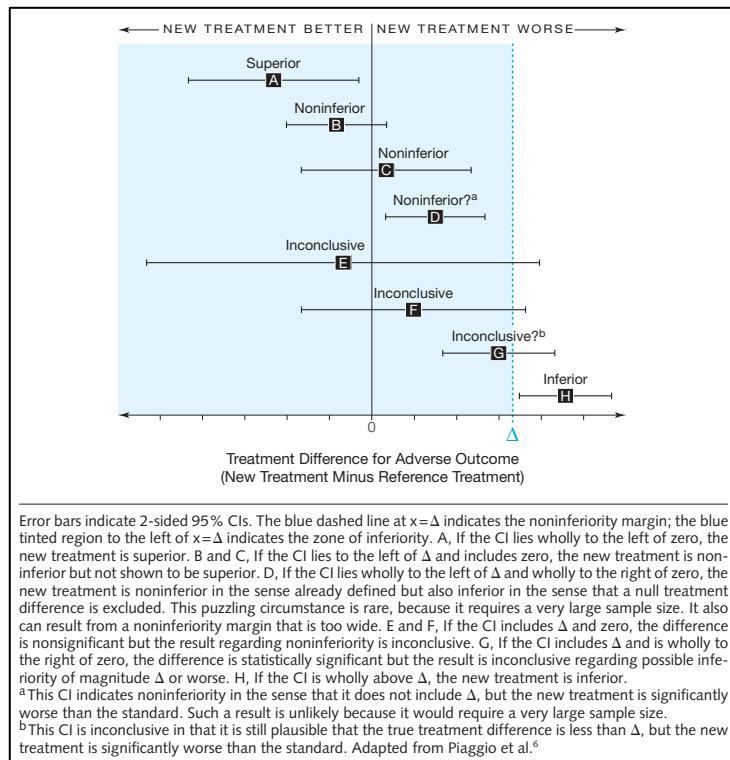 NEW TREATMENT BETTER NEW TREATMENT WORSE
Superior
A
Noninferior
B
Noninferior
C
Noninferior?a
D
Inconclusive
E
Inconclusive
F
Inconclusive?b
G
Inferior
H
0
Δ
Treatment Difference for Adverse Outcome
(New Treatment Minus Reference Treatment)
Error bars indicate 2-sided 95% CIs. The blue dashed line at x=Δ indicates the noninferiority margin; the blue
tinted region to the left of x=Δ indicates the zone of inferiority. A, If the CI lies wholly to the left of zero,
the new treatment is superior. B and C, If the CI lies to the left of Δ and includes zero, the new treatment is non-
inferior but not shown to be superior. D, If the CI lies wholly to the left of Δ and wholly to the right of zero, the
new treatment is noninferior in the sense already defined but also inferior in the sense that a null treatment
difference is excluded. This puzzling circumstance is rare, because it requires a very large sample size. It also
can result from a noninferiority margin that is too wide. E and F, If the CI includes Δ and zero, the difference
is nonsignificant but the result regarding noninferiority is inconclusive. G, If the CI includes Δ and is wholly to
the right of zero, the difference is statistically significant but the result is inconclusive regarding possible infe-
riority of magnitude Δ or worse. H, If the CI is wholly above Δ, the new treatment is inferior.
a This CI indicates noninferiority in the sense that it does not include Δ, but the new treatment is significantly
worse than the standard. Such a result is unlikely because it would require a very large sample size.
b This CI is inconclusive in that it is still plausible that the true treatment difference is less than Δ, but the new
treatment is significantly worse than the standard. Adapted from Piaggio et al.6